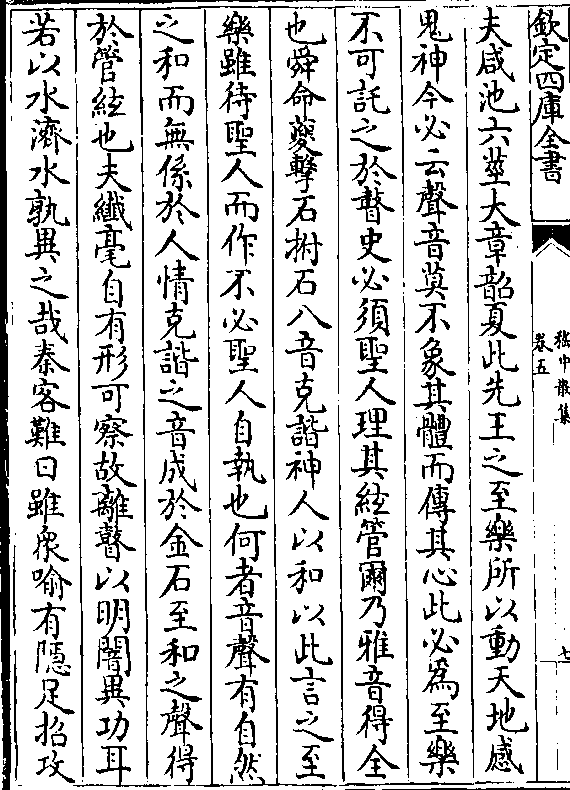 欽定四庫全書
嵇中散集
卷五
七
夫咸池六莖大章韶夏此先王之至樂所以動天地感
鬼神今必云聲音莫不象其體而傳其心此必為至樂
不可託之於瞽史必須聖人理其絃管爾乃雅音得全
也舜命夔擊石拊石八音克諧神人以和以此言之至
樂雖待聖人而作不必聖人自執也何者音聲有自然
之和而無係於人情克諧之音成於金石至和之聲得
於管絃也夫纖毫自有形可察故離瞽以明闇異功耳
若以水濟水孰異之哉秦客難曰雖衆喻有隱足招攻